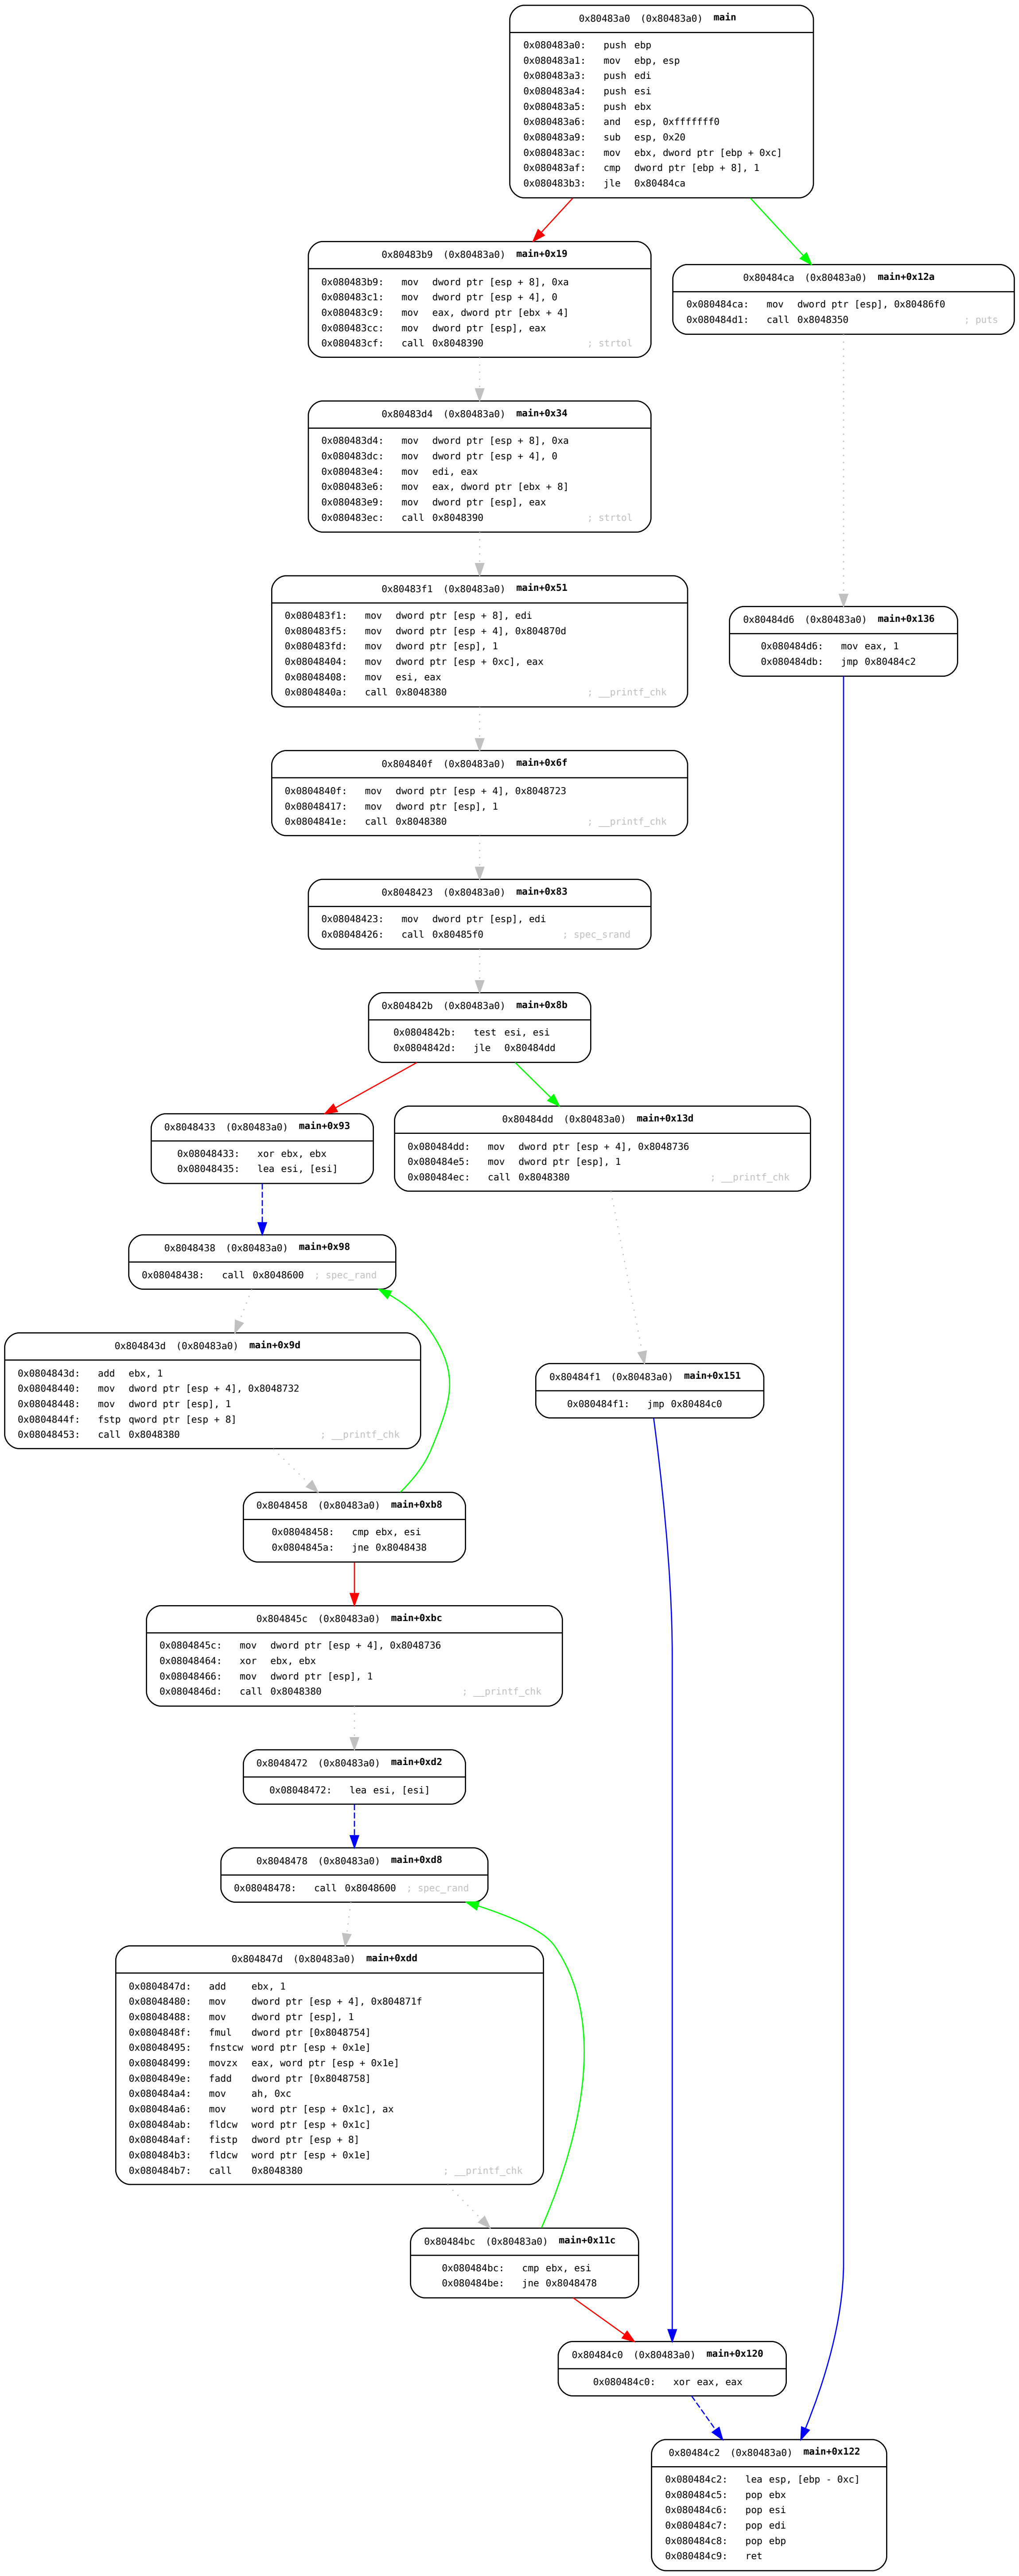 0x80483a0 (0x80483a0) main
0x080483a0: push ebp
0x080483a1: mov ebp, esp
0x080483a3: push edi
0x080483a4: push esi
0x080483a5: push ebx
0x080483a6: and esp, 0xfffffff0
0x080483a9: sub esp, 0x20
0x080483ac: mov ebx, dword ptr [ebp + 0xc]
0x080483af: cmp dword ptr [ebp + 8], 1
0x080483b3: jle 0x80484ca
0x80483b9 (0x80483a0) main+0x19
0x080483b9: mov dword ptr [esp + 8], 0xa
0x080483c1: mov dword ptr [esp + 4], 0
0x080483c9: mov eax, dword ptr [ebx + 4]
0x080483cc: mov dword ptr [esp], eax
0x080483cf: call 0x8048390 ; strtol
0x80484ca (0x80483a0) main+0x12a
0x080484ca: mov dword ptr [esp], 0x80486f0
0x080484d1: call 0x8048350 ; puts
0x80483d4 (0x80483a0) main+0x34
0x080483d4: mov dword ptr [esp + 8], 0xa
0x080483dc: mov dword ptr [esp + 4], 0
0x080483e4: mov edi, eax
0x080483e6: mov eax, dword ptr [ebx + 8]
0x080483e9: mov dword ptr [esp], eax
0x080483ec: call 0x8048390 ; strtol
0x80483f1 (0x80483a0) main+0x51
0x080483f1: mov dword ptr [esp + 8], edi
0x080483f5: mov dword ptr [esp + 4], 0x804870d
0x080483fd: mov dword ptr [esp], 1
0x08048404: mov dword ptr [esp + 0xc], eax
0x08048408: mov esi, eax
0x0804840a: call 0x8048380 ; __printf_chk
0x80484d6 (0x80483a0) main+0x136
0x080484d6: mov eax, 1
0x080484db: jmp 0x80484c2
0x804840f (0x80483a0) main+0x6f
0x0804840f: mov dword ptr [esp + 4], 0x8048723
0x08048417: mov dword ptr [esp], 1
0x0804841e: call 0x8048380 ; __printf_chk
0x8048423 (0x80483a0) main+0x83
0x08048423: mov dword ptr [esp], edi
0x08048426: call 0x80485f0 ; spec_srand
0x804842b (0x80483a0) main+0x8b
0x0804842b: test esi, esi
0x0804842d: jle 0x80484dd
0x8048433 (0x80483a0) main+0x93
0x08048433: xor ebx, ebx
0x08048435: lea esi, [esi]
0x80484dd (0x80483a0) main+0x13d
0x080484dd: mov dword ptr [esp + 4], 0x8048736
0x080484e5: mov dword ptr [esp], 1
0x080484ec: call 0x8048380 ; __printf_chk
0x8048438 (0x80483a0) main+0x98
0x08048438: call 0x8048600 ; spec_rand
0x804843d (0x80483a0) main+0x9d
0x0804843d: add ebx, 1
0x08048440: mov dword ptr [esp + 4], 0x8048732
0x08048448: mov dword ptr [esp], 1
0x0804844f: fstp qword ptr [esp + 8]
0x08048453: call 0x8048380 ; __printf_chk
0x80484f1 (0x80483a0) main+0x151
0x080484f1: jmp 0x80484c0
0x8048458 (0x80483a0) main+0xb8
0x08048458: cmp ebx, esi
0x0804845a: jne 0x8048438
0x804845c (0x80483a0) main+0xbc
0x0804845c: mov dword ptr [esp + 4], 0x8048736
0x08048464: xor ebx, ebx
0x08048466: mov dword ptr [esp], 1
0x0804846d: call 0x8048380 ; __printf_chk
0x8048472 (0x80483a0) main+0xd2
0x08048472: lea esi, [esi]
0x8048478 (0x80483a0) main+0xd8
0x08048478: call 0x8048600 ; spec_rand
0x804847d (0x80483a0) main+0xdd
0x0804847d: add ebx, 1
0x08048480: mov dword ptr [esp + 4], 0x804871f
0x08048488: mov dword ptr [esp], 1
0x0804848f: fmul dword ptr [0x8048754]
0x08048495: fnstcw word ptr [esp + 0x1e]
0x08048499: movzx eax, word ptr [esp + 0x1e]
0x0804849e: fadd dword ptr [0x8048758]
0x080484a4: mov ah, 0xc
0x080484a6: mov word ptr [esp + 0x1c], ax
0x080484ab: fldcw word ptr [esp + 0x1c]
0x080484af: fistp dword ptr [esp + 8]
0x080484b3: fldcw word ptr [esp + 0x1e]
0x080484b7: call 0x8048380 ; __printf_chk
0x80484bc (0x80483a0) main+0x11c
0x080484bc: cmp ebx, esi
0x080484be: jne 0x8048478
0x80484c0 (0x80483a0) main+0x120
0x080484c0: xor eax, eax
0x80484c2 (0x80483a0) main+0x122
0x080484c2: lea esp, [ebp - 0xc]
0x080484c5: pop ebx
0x080484c6: pop esi
0x080484c7: pop edi
0x080484c8: pop ebp
0x080484c9: ret